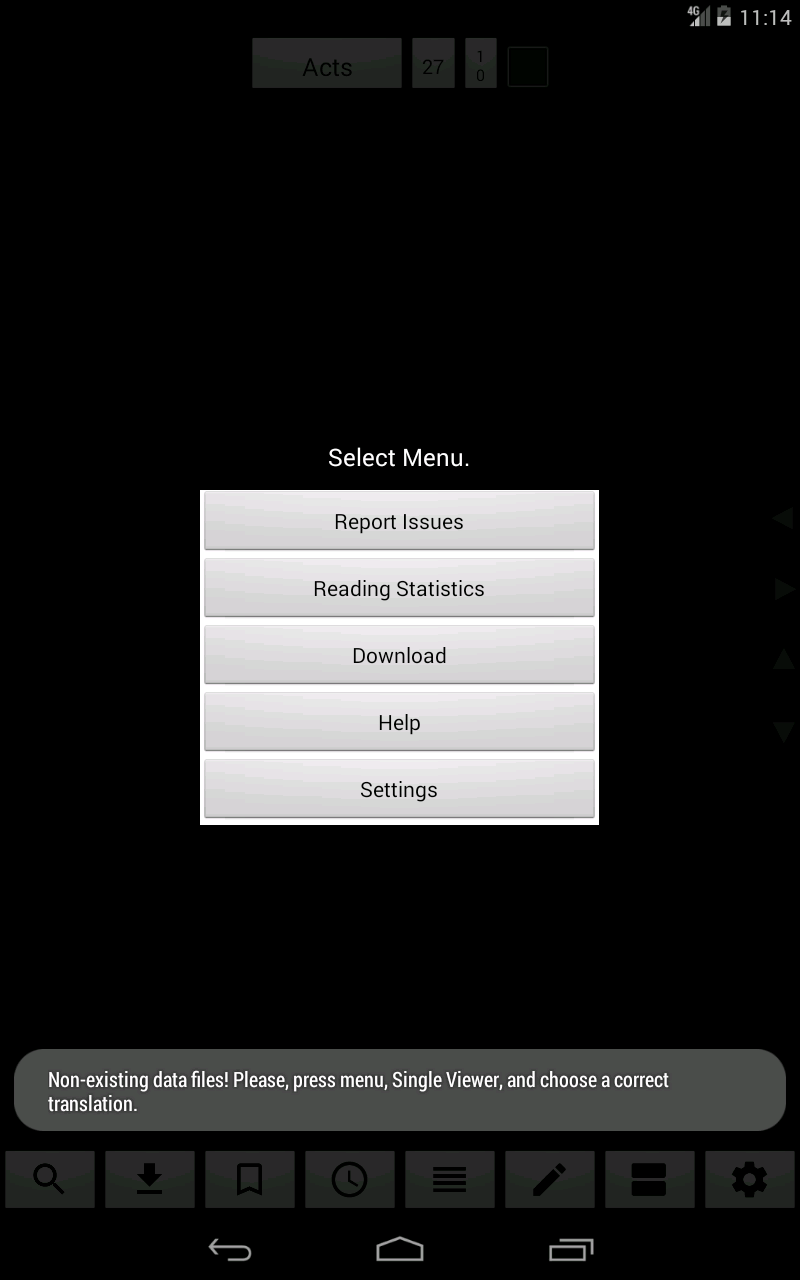 4G 11:14
Acts 27 1
0
Select Menu.
Report Issues
Reading Statistics
Download
Help
Settings
Non-existing data files! Please, press menu, Single Viewer, and choose a correct
translation.